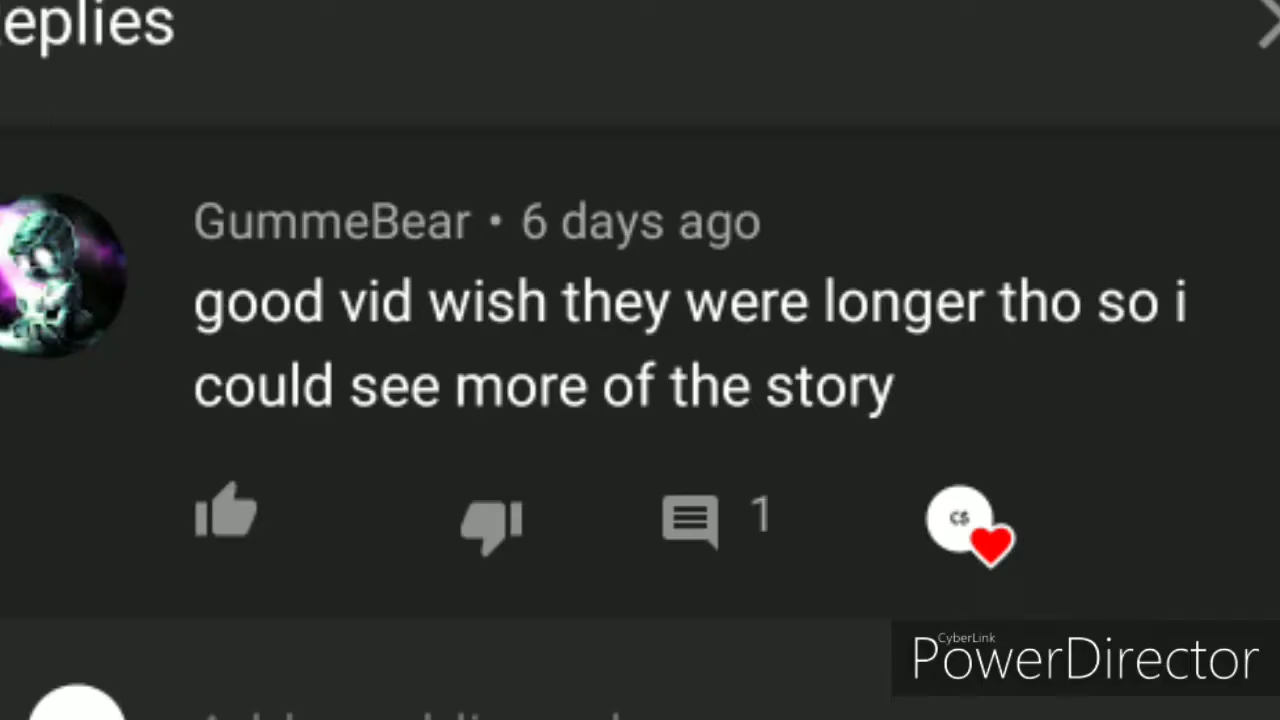 eplies
GummeBear • 6 days ago
good vid wish they were longer tho so i
could see more of the story
1
C$
CyberLink
PowerDirector